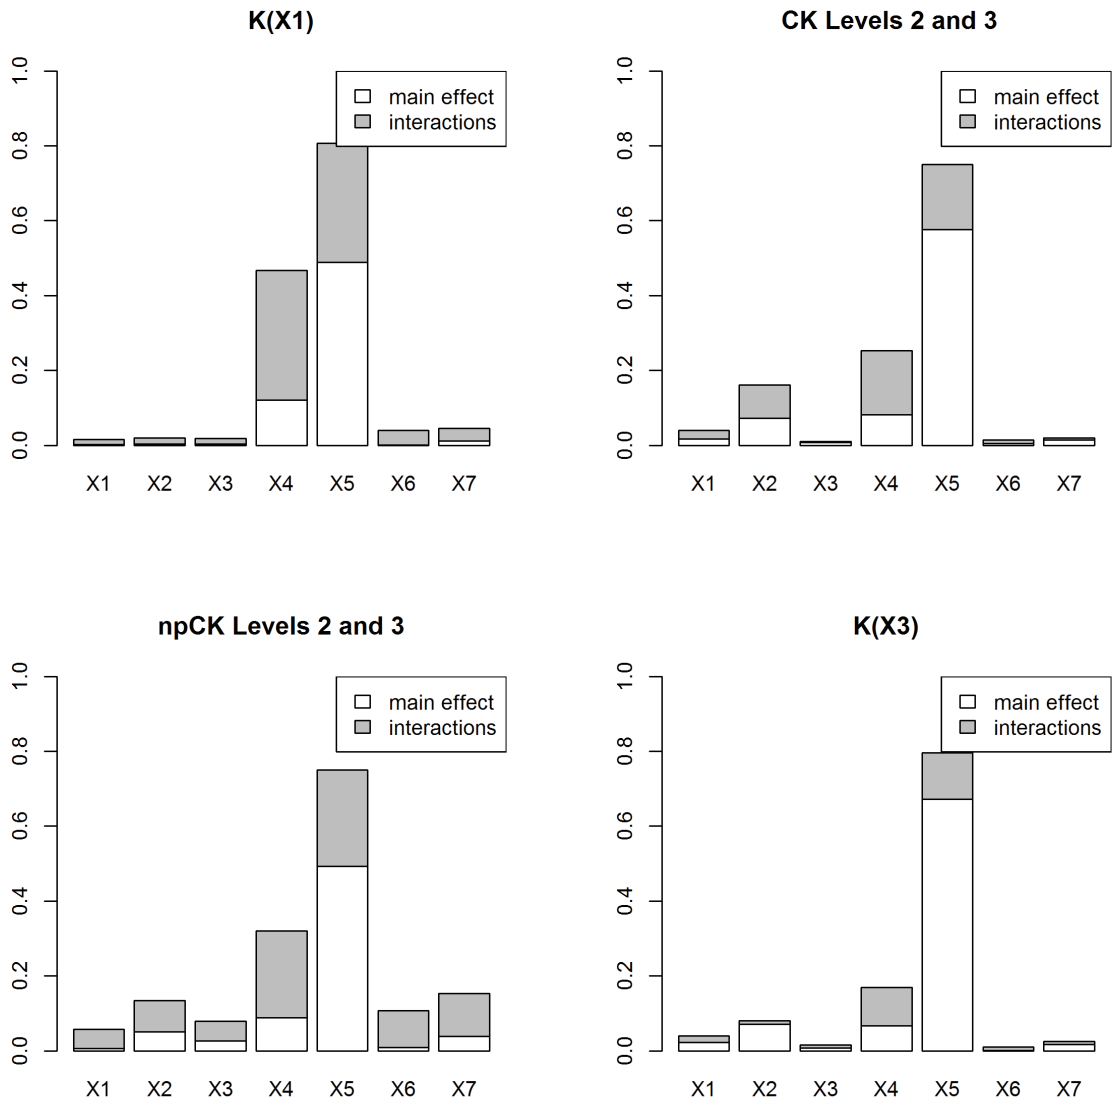 K(X1)
main effect
interactions
0.0 0.2 0.4 0.6 0.8 1.0
X1 X2 X3 X4 X5 X6 X7
CK Levels 2 and 3
main effect
interactions
0.0 0.2 0.4 0.6 0.8 1.0
X1 X2 X3 X4 X5 X6 X7
npCK Levels 2 and 3
main effect
interactions
0.0 0.2 0.4 0.6 0.8 1.0
X1 X2 X3 X4 X5 X6 X7
K(X3)
main effect
interactions
0.0 0.2 0.4 0.6 0.8 1.0
X1 X2 X3 X4 X5 X6 X7